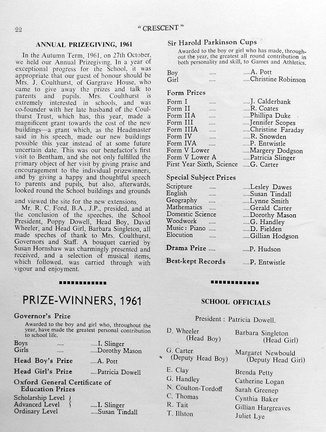 22
"CRESCENT"
ANNUAL PRIZEGIVING, 1961
In the Autumn Term, 1961, on 27th October,
we held our Annual Prizegiving. In a year of
exceptional progress for the School, it was
appropriate that our guest of honour should be
Mrs. J. Coulthurst, of Gargrave House, who
came to give away the prizes and talk to
parents and pupils. Mrs. Coulthurst is
extremely interested in schools, and was
co-founder with her late husband of the Coul-
thurst Trust, which has, this year, made a
magnificent grant towards the cost of the new
buildings—a grant which, as the Headmaster
said in his speech, made our new buildings
possible this year instead of at some future
uncertain date. This was our benefactor's first
visit to Bentham, and she not only fulfilled the
primary object of her visit by giving praise and
encouragement to the individual prizewinners,
and by giving a happy and thoughtful speech
to parents and pupils, but also, afterwards,
looked round the School buildings and grounds
and viewed the site for the new extensions.
Mr. R. C. Ford, B.A., J.P., presided, and at
the conclusion of the speeches, the School
President, Poppy Dowell, Head Boy, David
Wheeler, and Head Girl, Barbara Singleton, all
made speeches of thanks to Mrs. Coulthurst,
Governors and Staff. A bouquet carried by
Susan Hornshaw was charmingly presented and
received, and a selection of musical items,
which followed, was carried through with
vigour and enjoyment.
PRIZE-WINNERS, 1961
Governor's Prize
Awarded to the boy and girl who, throughout the
year, have made the greatest personal contribution
to school life.
Boys ....I. Slinger
Girls ....Dorothy Mason
Head Boy's Prize ....A. Pott
Head Girl's Prize ....Patricia Dowell
Oxford General Certificate of
Education Prizes
Scholarship Level
Advanced Level ....I. Slinger
Ordinary Level ....Susan Tindall
Sir Harold Parkinson Cups
Awarded to the boy or girl who has made, through-
out the year, the greatest all round contribution in
both personality and skill, to Games and Athletics.
Boy ....A. Pott
Girl ....Christine Robinson
Form Prizes
Form I ....J. Calderbank
Form II ....R. Coates
Form IIA ....Phillipa Duke
Form III ....Jennifer Scopes
Form IIIA ....Christine Faraday
Form IV ....R. Snowden
Form IVA ....P. Entwistle
Form V Lower ....Margery Dodgson
Form V Lower A ....Patricia Slinger
First Year Sixth, Science ....G. Carter
Special Subject Prizes
Scripture ....Lesley Dawes
English ....Susan Tindall
Geography ....Lynne Smith
Mathematics ....Gerald Carter
Domestic Science ....Dorothy Mason
Woodwork ....G. Handley
Music: Piano ....D. Fielden
Elocution ....Gillian Hodgson
Drama Prize ....P. Hudson
Best-kept Records ....P. Entwistle
SCHOOL OFFICIALS
President: Patricia Dowell.
D. Wheeler (Head Boy)
Barbara Singleton (Head Girl)
G. Carter (Deputy Head Boy)
Margaret Newbould (Deputy Head Girl)
E. Clay
Brenda Petty
G. Handley
Catherine Logan
N. Coulton-Tordoff
Sarah Greenep
C. Thomas
Cynthia Baker
R. Tait
Gillian Hargreaves
T. Illston
Juliet Lye